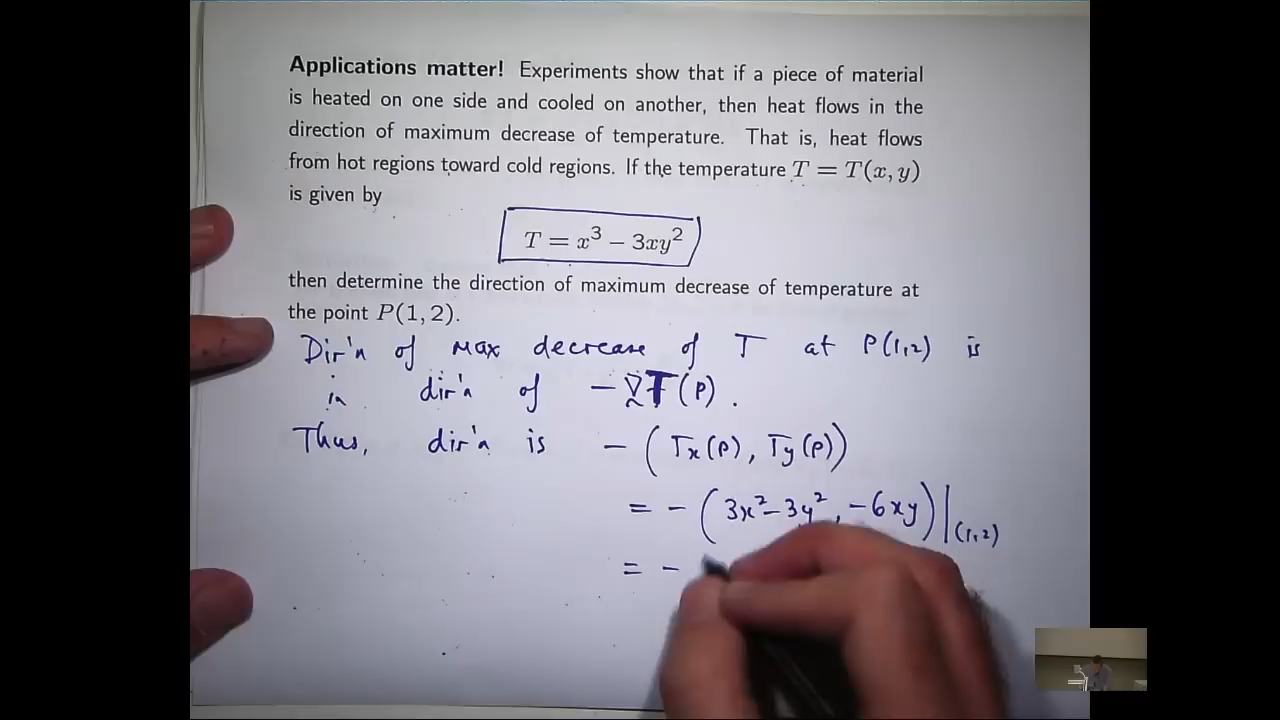 Applications matter! Experiments show that if a piece of material
is heated on one side and cooled on another, then heat flows in the
direction of maximum decrease of temperature. That is, heat flows
from hot regions toward cold regions. If the temperature T = T(x, y)
is given by
T = x³ − 3xy²
then determine the direction of maximum decrease of temperature at
the point P(1, 2).
Dir'n of max decrease of T at P(1,2) is
in dir'n of −∇T(P).
Thus, dir'n is −(Tx(P), Ty(P))
= −(3x²−3y², −6xy)|(1,2)
= −